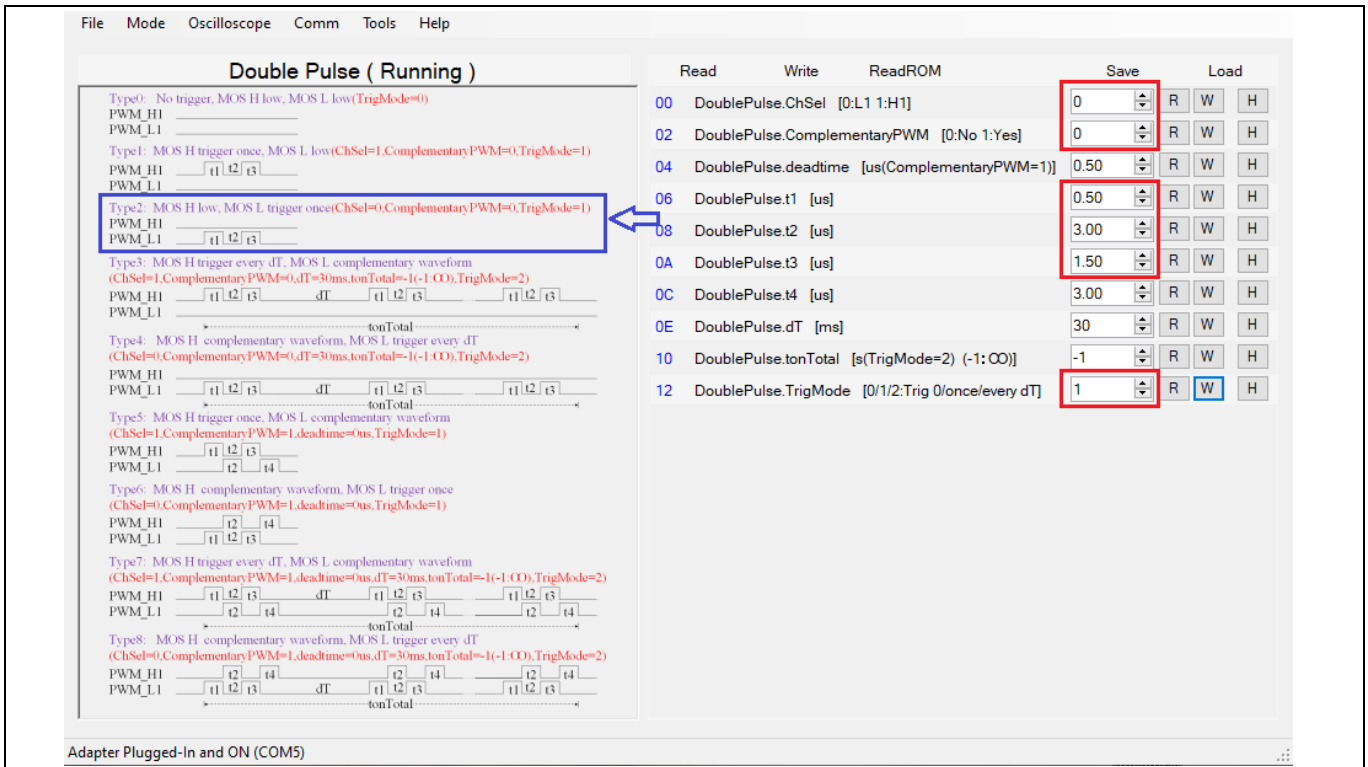 File Mode Oscilloscope Comm Tools Help
Double Pulse ( Running )
Type0: No trigger, MOS H low, MOS L low(TrigMode=0)
PWM_H1
PWM_L1
Type1: MOS H trigger once, MOS L low(ChSel=1,ComplementaryPWM=0,TrigMode=1)
PWM_H1 t1 t2 t3
PWM_L1
Type2: MOS H low, MOS L trigger once(ChSel=0,ComplementaryPWM=0,TrigMode=1)
PWM_H1
PWM_L1 t1 t2 t3
Type3: MOS H trigger every dT, MOS L complementary waveform
(ChSel=1,ComplementaryPWM=0,dT=30ms,tonTotal=-1(-1:∞),TrigMode=2)
PWM_H1 t1 t2 t3 dT t1 t2 t3 t1 t2 t3
PWM_L1
tonTotal
Type4: MOS H complementary waveform, MOS L trigger every dT
(ChSel=0,ComplementaryPWM=0,dT=30ms,tonTotal=-1(-1:∞),TrigMode=2)
PWM_H1
PWM_L1 t1 t2 t3 dT t1 t2 t3 t1 t2 t3
tonTotal
Type5: MOS H trigger once, MOS L complementary waveform
(ChSel=1,ComplementaryPWM=1,deadtime=0us,TrigMode=1)
PWM_H1 t1 t2 t3
PWM_L1 t2 t4
Type6: MOS H complementary waveform, MOS L trigger once
(ChSel=0,ComplementaryPWM=1,deadtime=0us,TrigMode=1)
PWM_H1 t2 t4
PWM_L1 t1 t2 t3
Type7: MOS H trigger every dT, MOS L complementary waveform
(ChSel=1,ComplementaryPWM=1,deadtime=0us,dT=30ms,tonTotal=-1(-1:∞),TrigMode=2)
PWM_H1 t1 t2 t3 dT t1 t2 t3 t1 t2 t3
PWM_L1 t2 t4 t2 t4 t2 t4
tonTotal
Type8: MOS H complementary waveform, MOS L trigger every dT
(ChSel=0,ComplementaryPWM=1,deadtime=0us,dT=30ms,tonTotal=-1(-1:∞),TrigMode=2)
PWM_H1 t2 t4 t2 t4 t2 t4
PWM_L1 t1 t2 t3 dT t1 t2 t3 t1 t2 t3
tonTotal
Read Write ReadROM Save Load
00 DoublePulse.ChSel [0:L1 1:H1] 0 R W H
02 DoublePulse.ComplementaryPWM [0:No 1:Yes] 0 R W H
04 DoublePulse.deadtime [us(ComplementaryPWM=1)] 0.50 R W H
06 DoublePulse.t1 [us] 0.50 R W H
08 DoublePulse.t2 [us] 3.00 R W H
0A DoublePulse.t3 [us] 1.50 R W H
0C DoublePulse.t4 [us] 3.00 R W H
0E DoublePulse.dT [ms] 30 R W H
10 DoublePulse.tonTotal [s(TrigMode=2) (-1:∞)] -1 R W H
12 DoublePulse.TrigMode [0/1/2:Trig 0/once/every dT] 1 R W H
Adapter Plugged-In and ON (COM5)